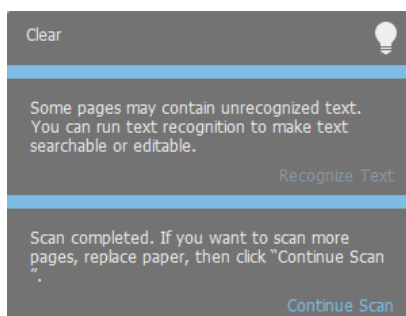 Clear
Some pages may contain unrecognized text.
You can run text recognition to make text
searchable or editable.
Recognize Text
Scan completed. If you want to scan more
pages, replace paper, then click “Continue Scan
”.
Continue Scan